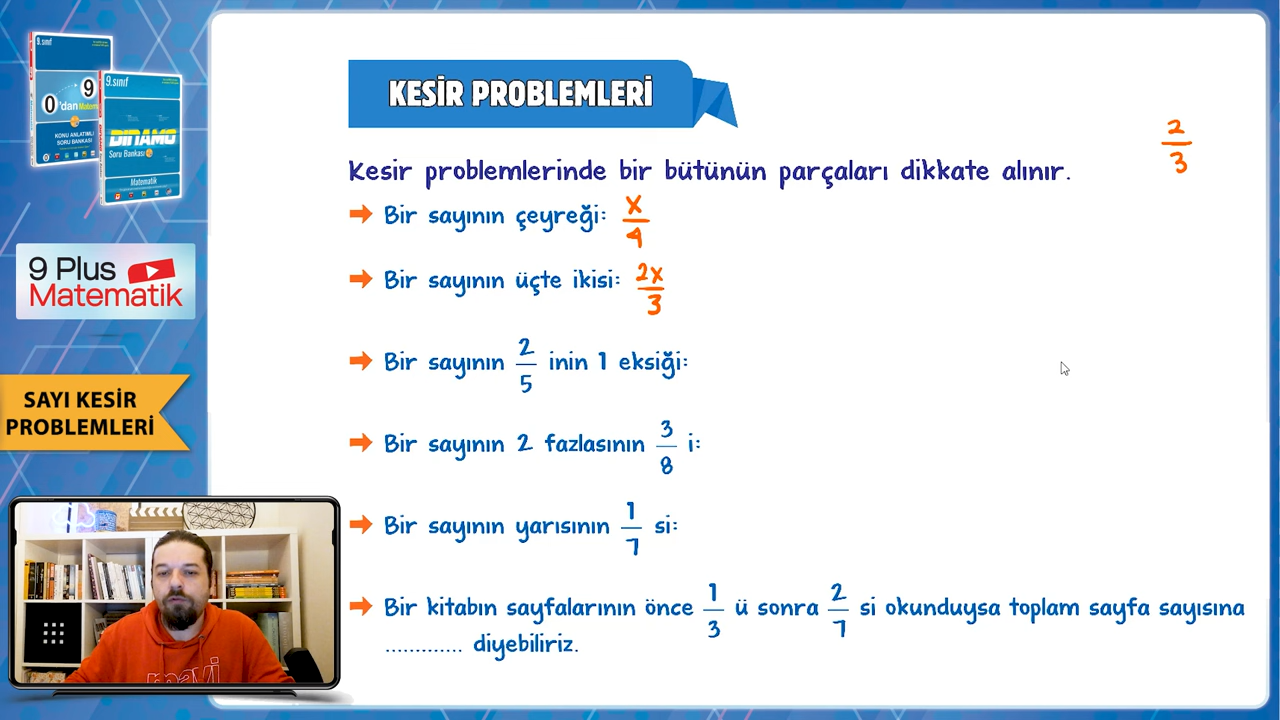 9.sınıf
0'dan 9
KONU ANLATIMLI
SORU BANKASI
9.sınıf
DİNAMO
Soru Bankası
Matematik
9 Plus
Matematik
SAYI KESİR
PROBLEMLERİ
KESİR PROBLEMLERİ
2/3
Kesir problemlerinde bir bütünün parçaları dikkate alınır.
➡ Bir sayının çeyreği: x/4
➡ Bir sayının üçte ikisi: 2x/3
➡ Bir sayının 2/5 inin 1 eksiği:
➡ Bir sayının 2 fazlasının 3/8 i:
➡ Bir sayının yarısının 1/7 si:
➡ Bir kitabın sayfalarının önce 1/3 ü sonra 2/7 si okunduysa toplam sayfa sayısına
............. diyebiliriz.
mavi